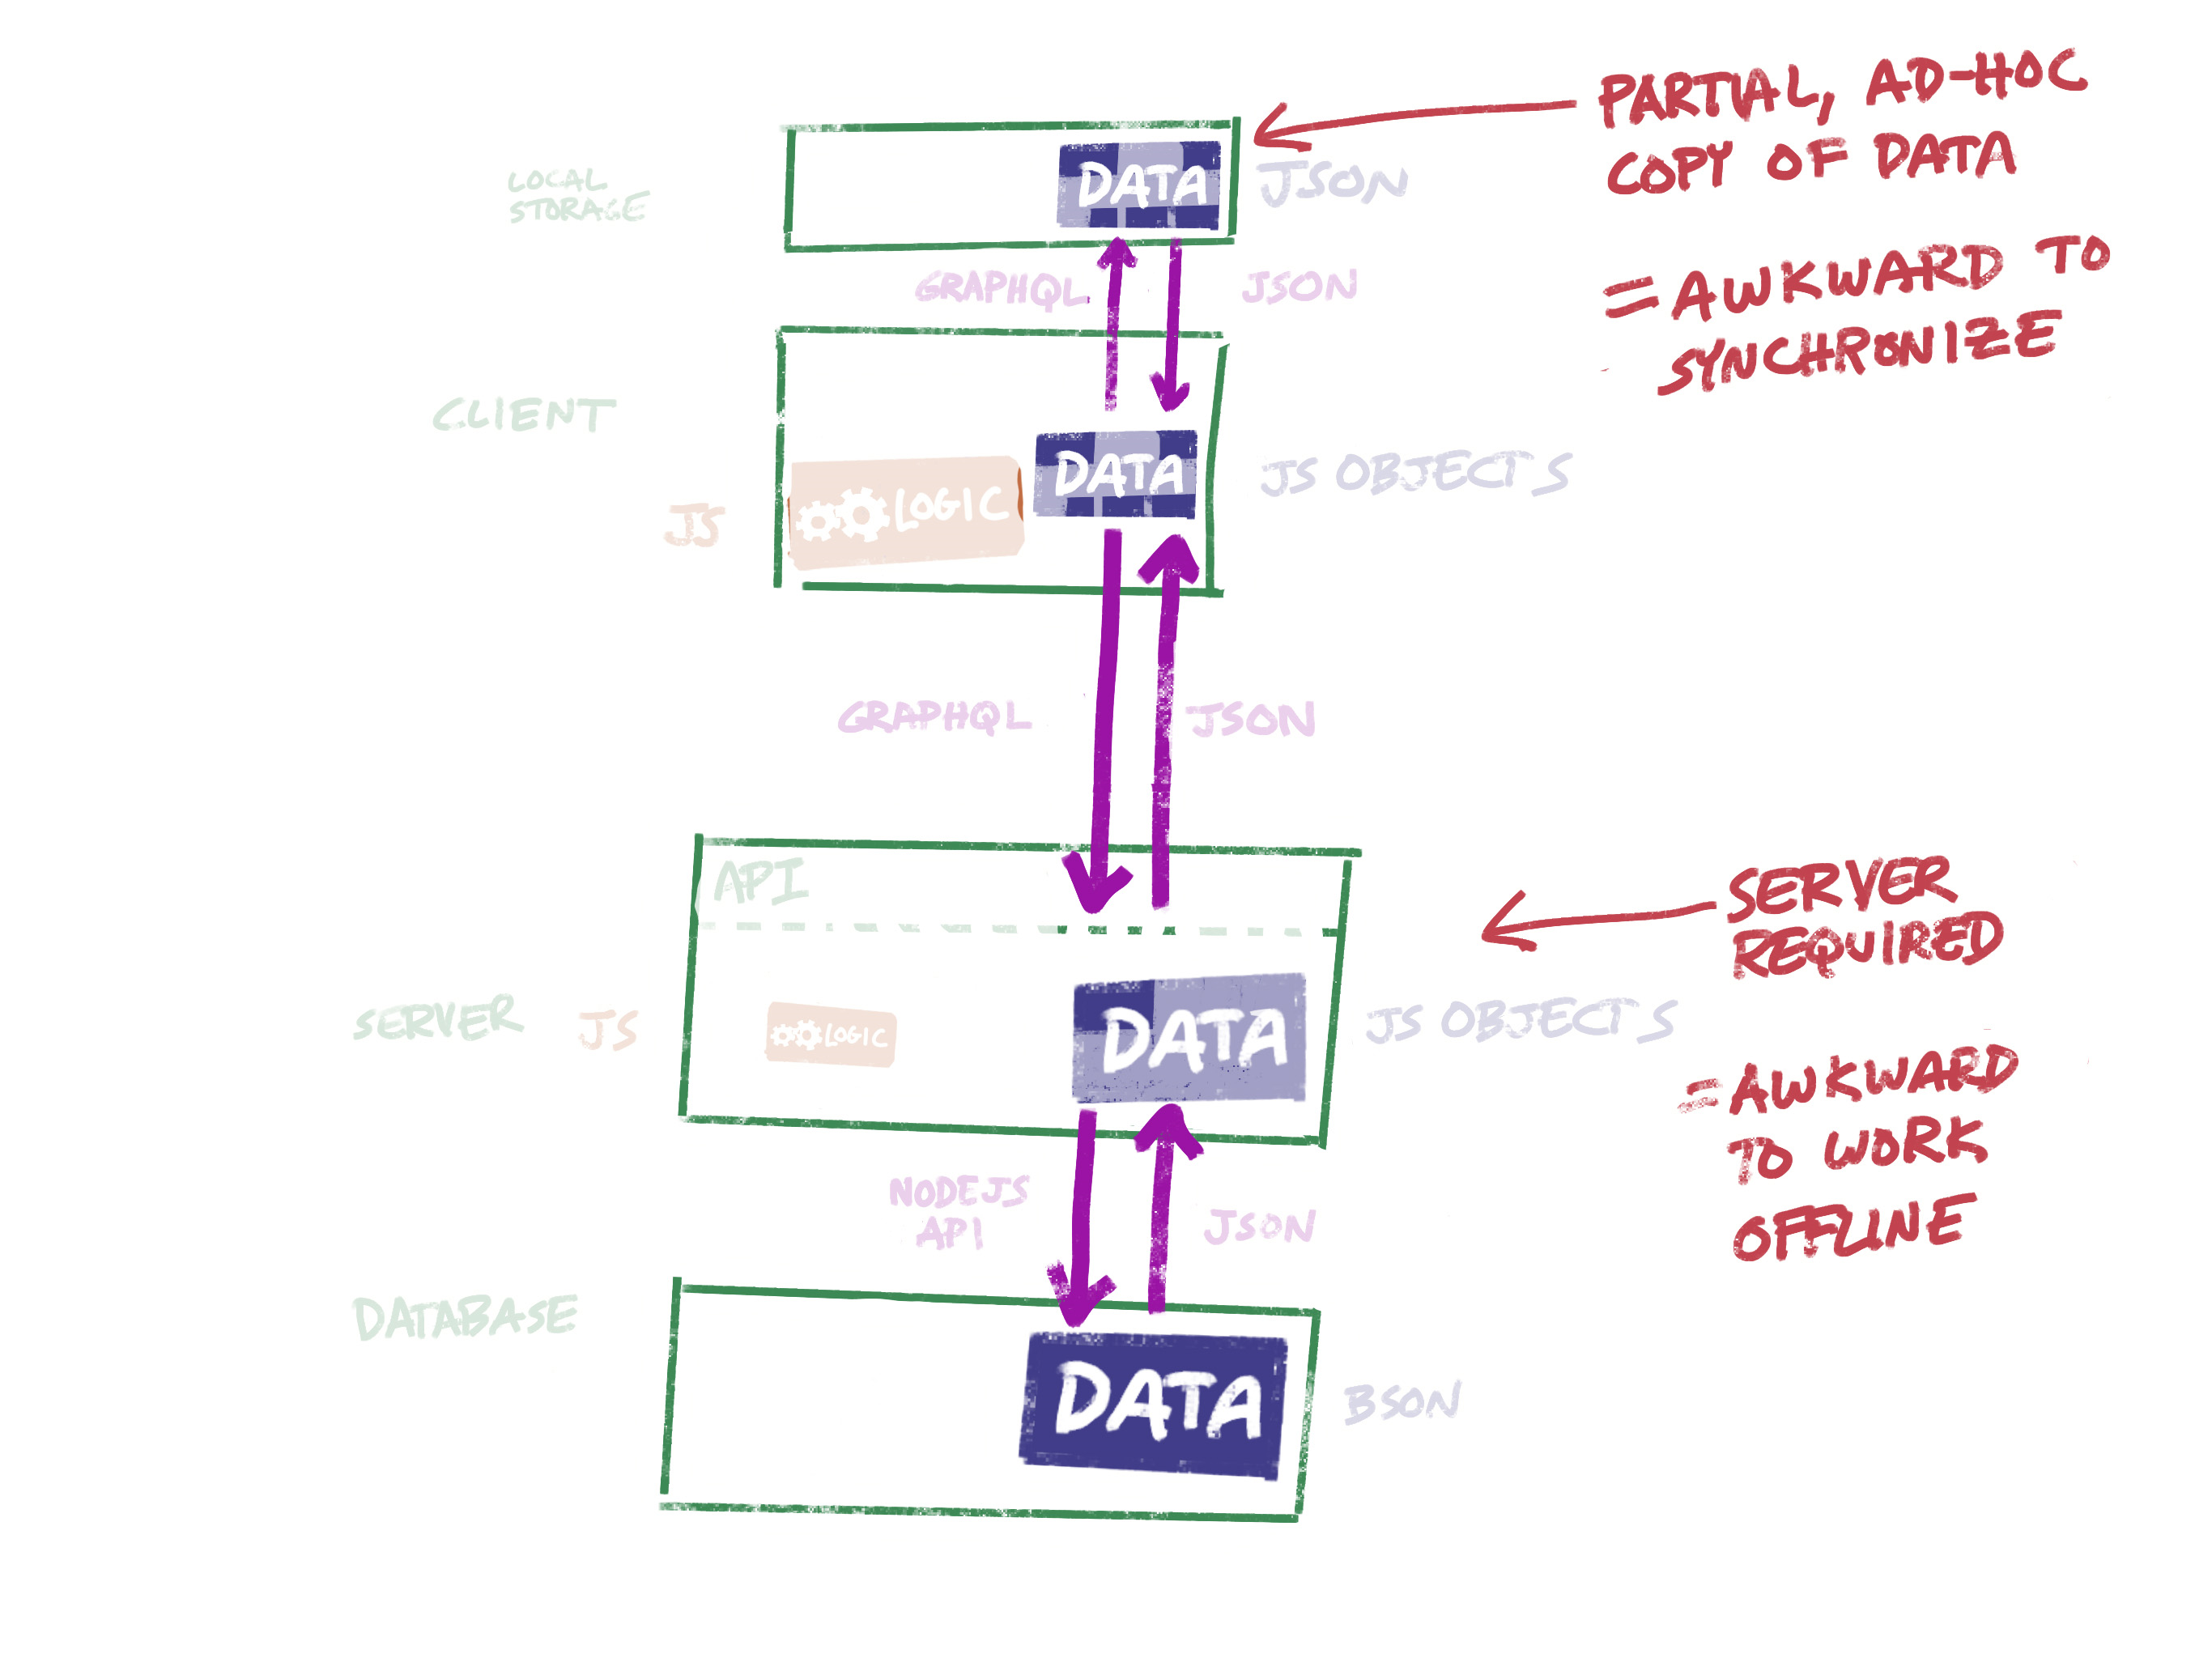 PARTIAL, AD-HOC
COPY OF DATA
= AWKWARD TO
SYNCHRONIZE
LOCAL
STORAGE
DATA
JSON
GRAPHQL
JSON
CLIENT
JS
LOGIC
DATA
JS OBJECTS
GRAPHQL
JSON
API
SERVER
JS
LOGIC
DATA
JS OBJECTS
SERVER
REQUIRED
= AWKWARD
TO WORK
OFFLINE
NODEJS
API
JSON
DATABASE
DATA
BSON